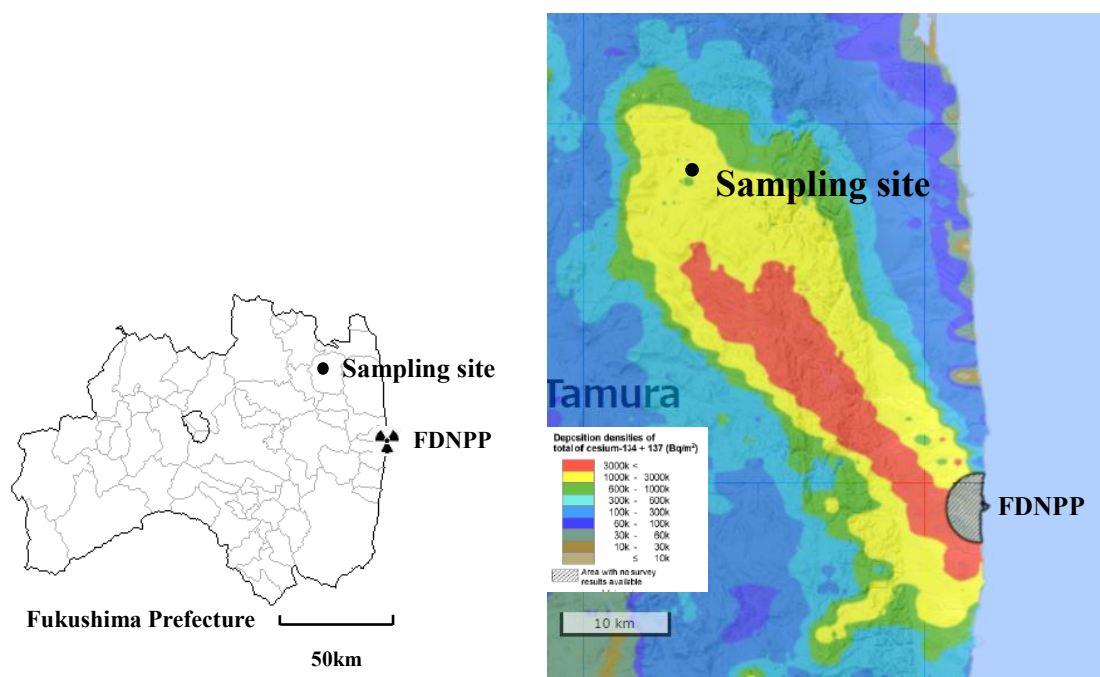 Sampling site
FDNPP
Fukushima Prefecture
50km
Sampling site
Tamura
Deposition densities of
total of cesium-134 + 137 (Bq/m²)
3000k <
1000k - 3000k
600k - 1000k
300k - 600k
100k - 300k
60k - 100k
30k - 60k
10k - 30k
≤ 10k
Area with no survey
results available
10 km
FDNPP